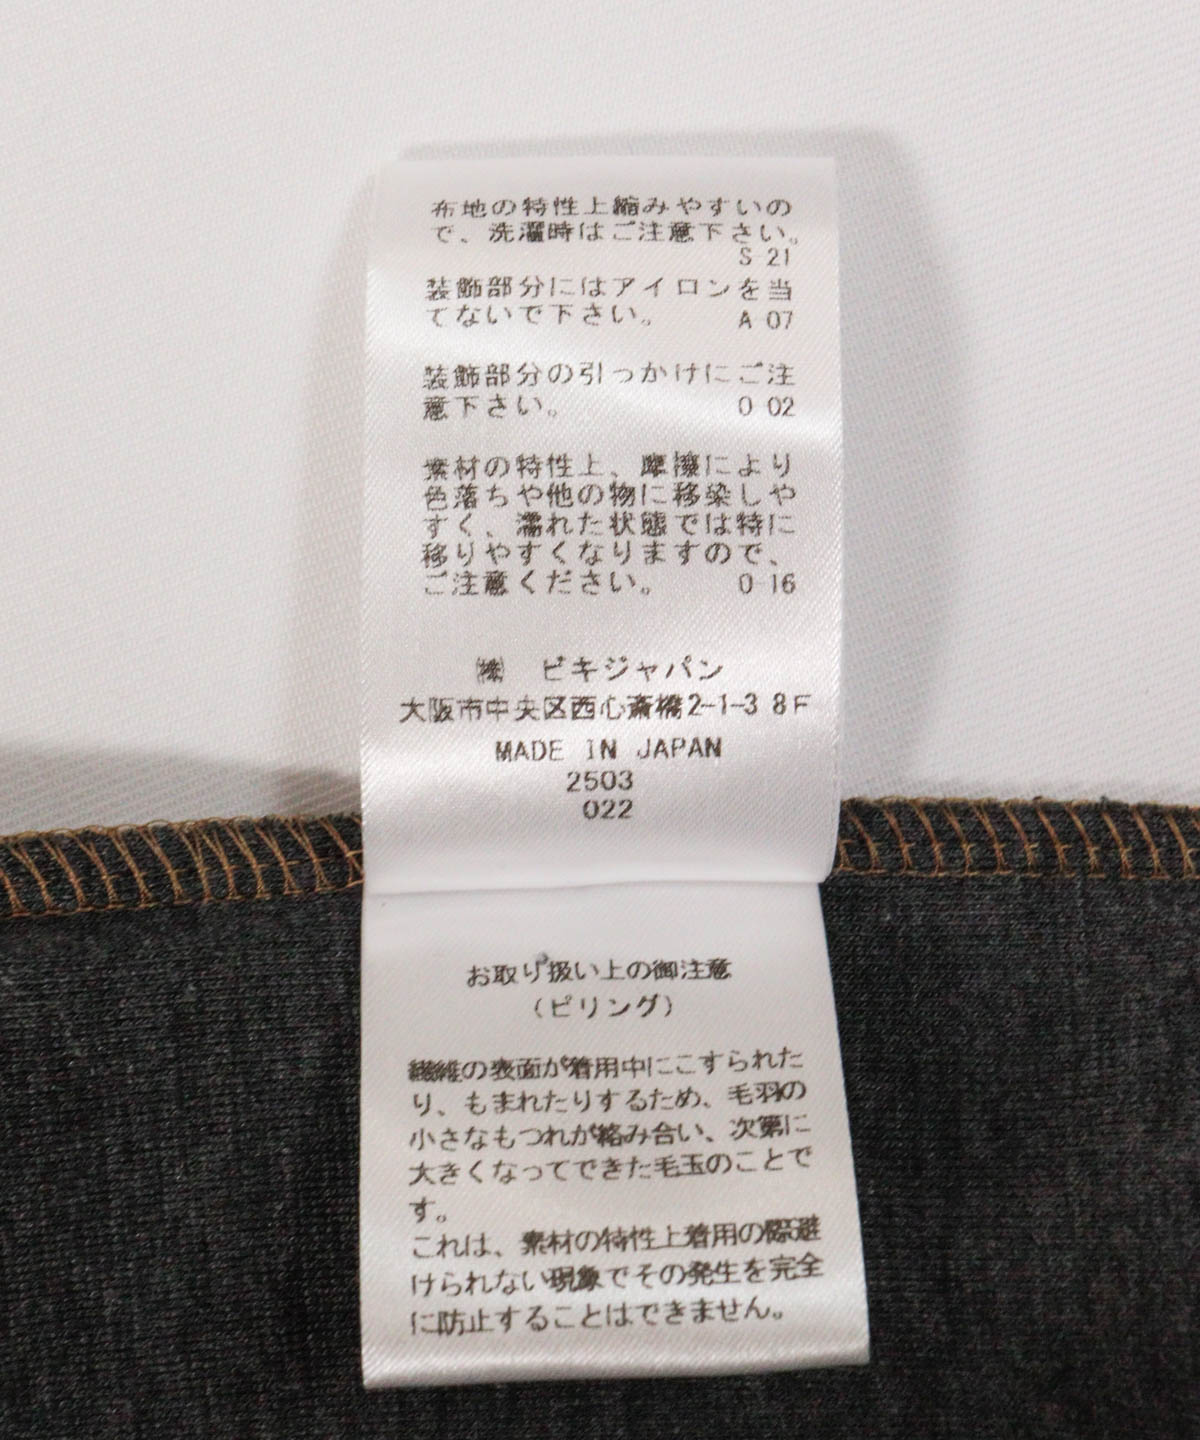 布地の特性上縮みやすいの
で、洗濯時はご注意下さい。
S-21
装飾部分にはアイロンを当
てないで下さい。 A-07
装飾部分の引っかけにご注
意下さい。 O-02
素材の特性上、摩擦により
色落ちや他の物に移染しや
すく、濡れた状態では特に
移りやすくなりますので、
ご注意ください。 O-16
㈱ ビキジャパン
大阪市中央区西心斎橋2-1-3 8F
MADE IN JAPAN
2503
022
お取り扱い上の御注意
(ピリング)
繊維の表面が着用中にこすられた
り、もまれたりするため、毛羽の
小さなもつれが絡み合い、次第に
大きくなってできた毛玉のことで
す。
これは、素材の特性上着用の際避
けられない現象でその発生を完全
に防止することはできません。